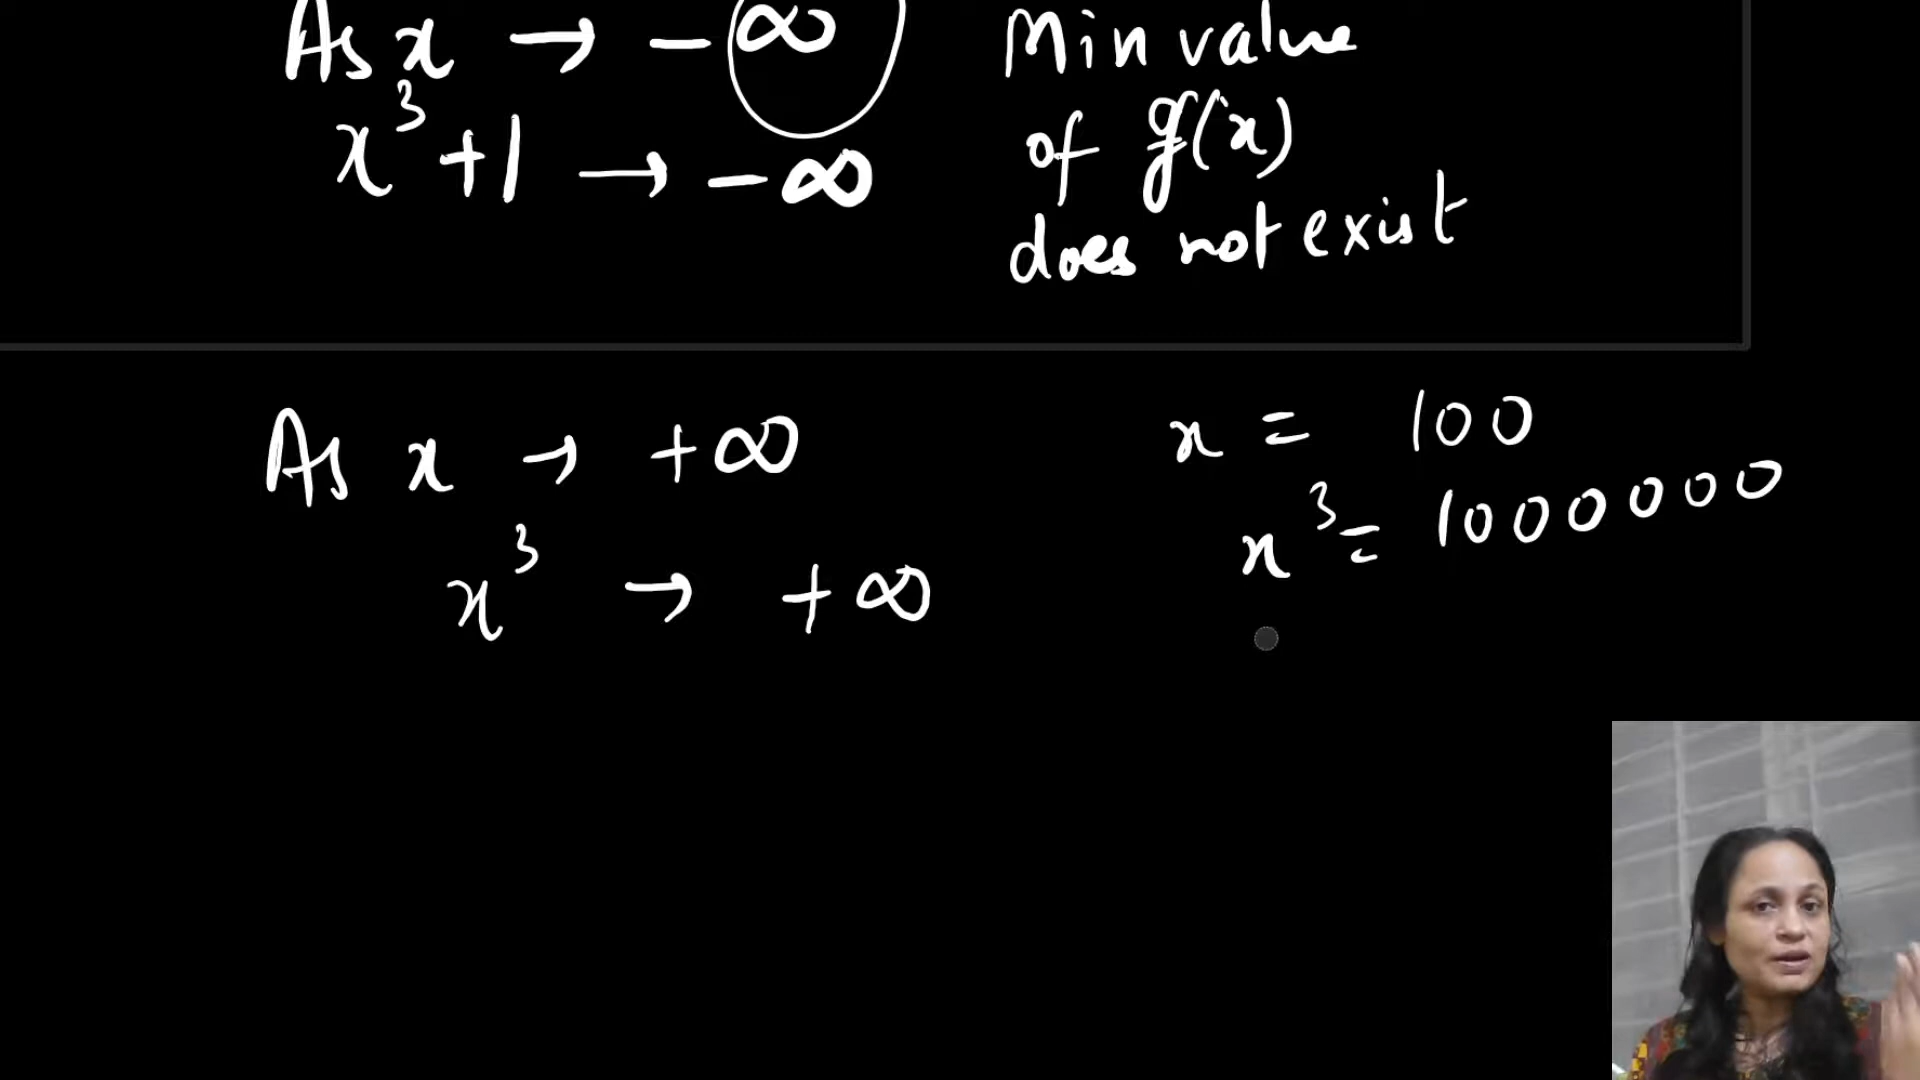 As x → -∞
x³+1 → -∞
Min value
of g(x)
does not exist
As x → +∞
x³ → +∞
x = 100
x³ = 1000000